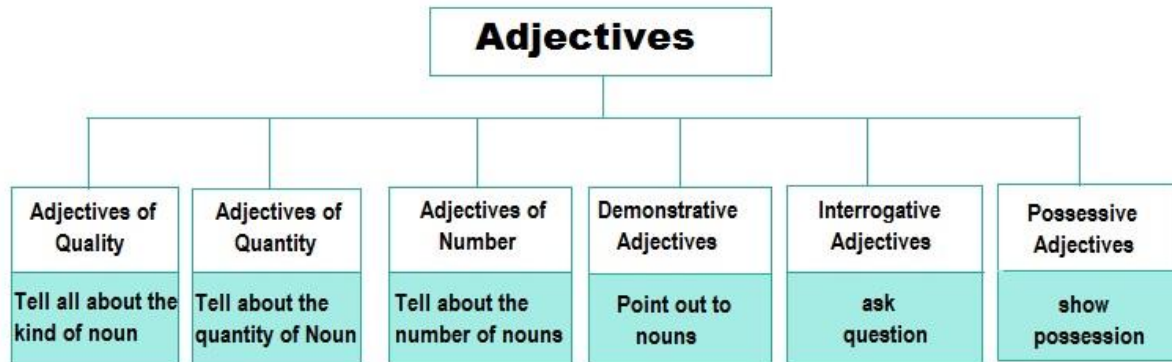 Adjectives
Adjectives of
Quality
Adjectives of
Quantity
Adjectives of
Number
Demonstrative
Adjectives
Interrogative
Adjectives
Possessive
Adjectives
Tell all about the
kind of noun
Tell about the
quantity of Noun
Tell about the
number of nouns
Point out to
nouns
ask
question
show
possession